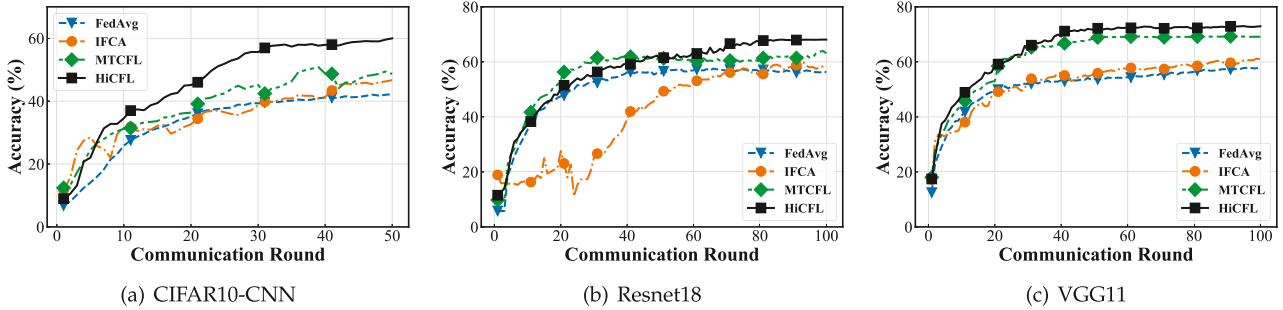 Accuracy (%)
60
40
20
0
0
10
20
30
40
50
Communication Round
FedAvg
IFCA
MTCFL
HiCFL
(a) CIFAR10-CNN
Accuracy (%)
80
60
40
20
0
0
20
40
60
80
100
Communication Round
FedAvg
IFCA
MTCFL
HiCFL
(b) Resnet18
Accuracy (%)
80
60
40
20
0
0
20
40
60
80
100
Communication Round
FedAvg
IFCA
MTCFL
HiCFL
(c) VGG11